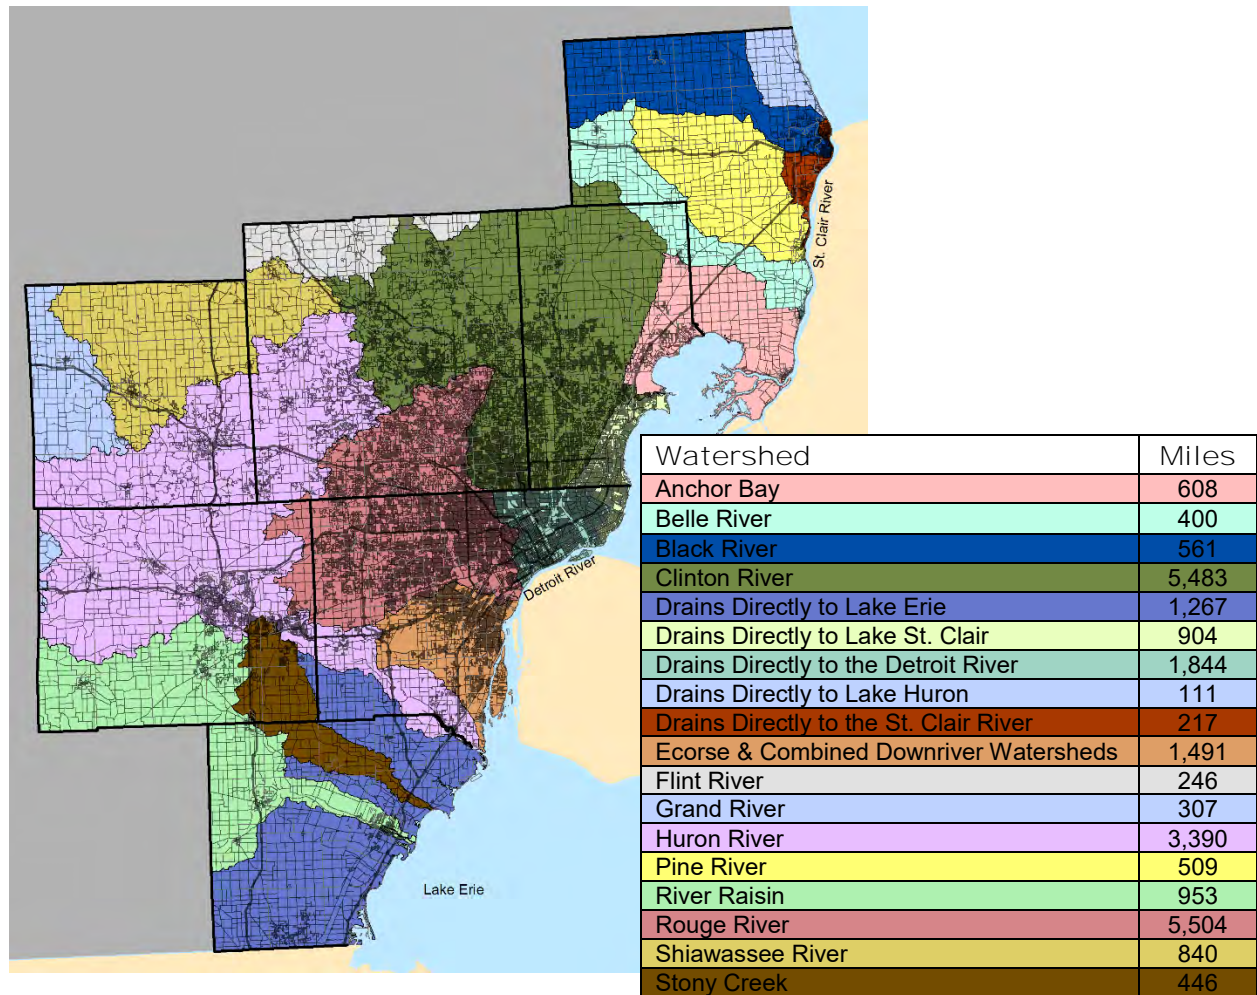 St. Clair River
Detroit River
Lake Erie
Watershed Miles
Anchor Bay 608
Belle River 400
Black River 561
Clinton River 5,483
Drains Directly to Lake Erie 1,267
Drains Directly to Lake St. Clair 904
Drains Directly to the Detroit River 1,844
Drains Directly to Lake Huron 111
Drains Directly to the St. Clair River 217
Ecorse & Combined Downriver Watersheds 1,491
Flint River 246
Grand River 307
Huron River 3,390
Pine River 509
River Raisin 953
Rouge River 5,504
Shiawassee River 840
Stony Creek 446